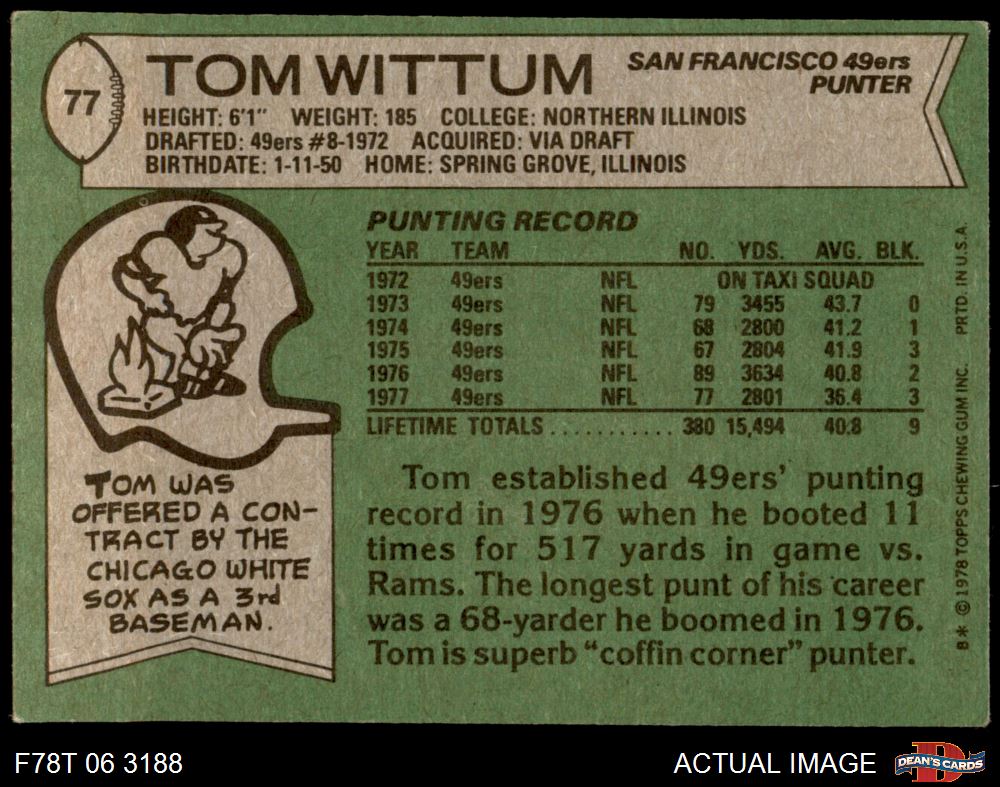 77
TOM WITTUM
SAN FRANCISCO 49ers
PUNTER
HEIGHT: 6'1" WEIGHT: 185 COLLEGE: NORTHERN ILLINOIS
DRAFTED: 49ers #8-1972 ACQUIRED: VIA DRAFT
BIRTHDATE: 1-11-50 HOME: SPRING GROVE, ILLINOIS
PUNTING RECORD
YEAR TEAM NO. YDS. AVG. BLK.
1972 49ers NFL ON TAXI SQUAD
1973 49ers NFL 79 3455 43.7 0
1974 49ers NFL 68 2800 41.2 1
1975 49ers NFL 67 2804 41.9 3
1976 49ers NFL 89 3634 40.8 2
1977 49ers NFL 77 2801 36.4 3
LIFETIME TOTALS ........... 380 15,494 40.8 9
TOM WAS
OFFERED A CON-
TRACT BY THE
CHICAGO WHITE
SOX AS A 3rd
BASEMAN.
Tom established 49ers' punting
record in 1976 when he booted 11
times for 517 yards in game vs.
Rams. The longest punt of his career
was a 68-yarder he boomed in 1976.
Tom is superb "coffin corner" punter.
8* © 1978 TOPPS CHEWING GUM INC. PRTD. IN U.S.A.
F78T 06 3188
ACTUAL IMAGE
DEAN'S CARDS